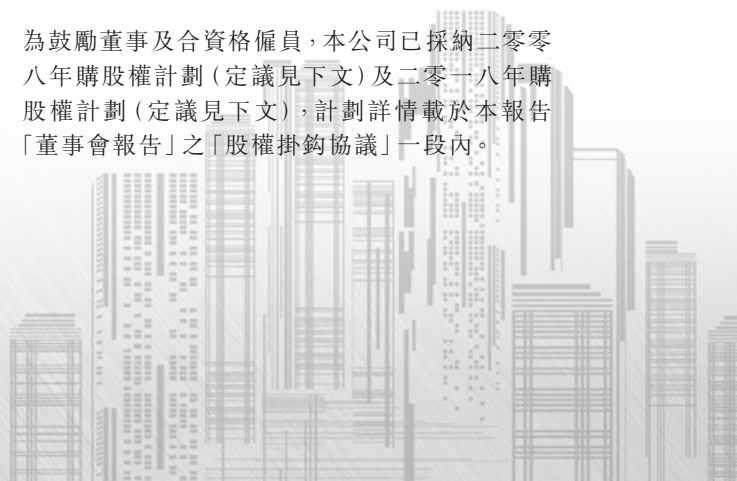 為鼓勵董事及合資格僱員，本公司已採納二零零
八年購股權計劃（定議見下文）及二零一八年購
股權計劃（定議見下文），計劃詳情載於本報告
「董事會報告」之「股權掛鈎協議」一段內。